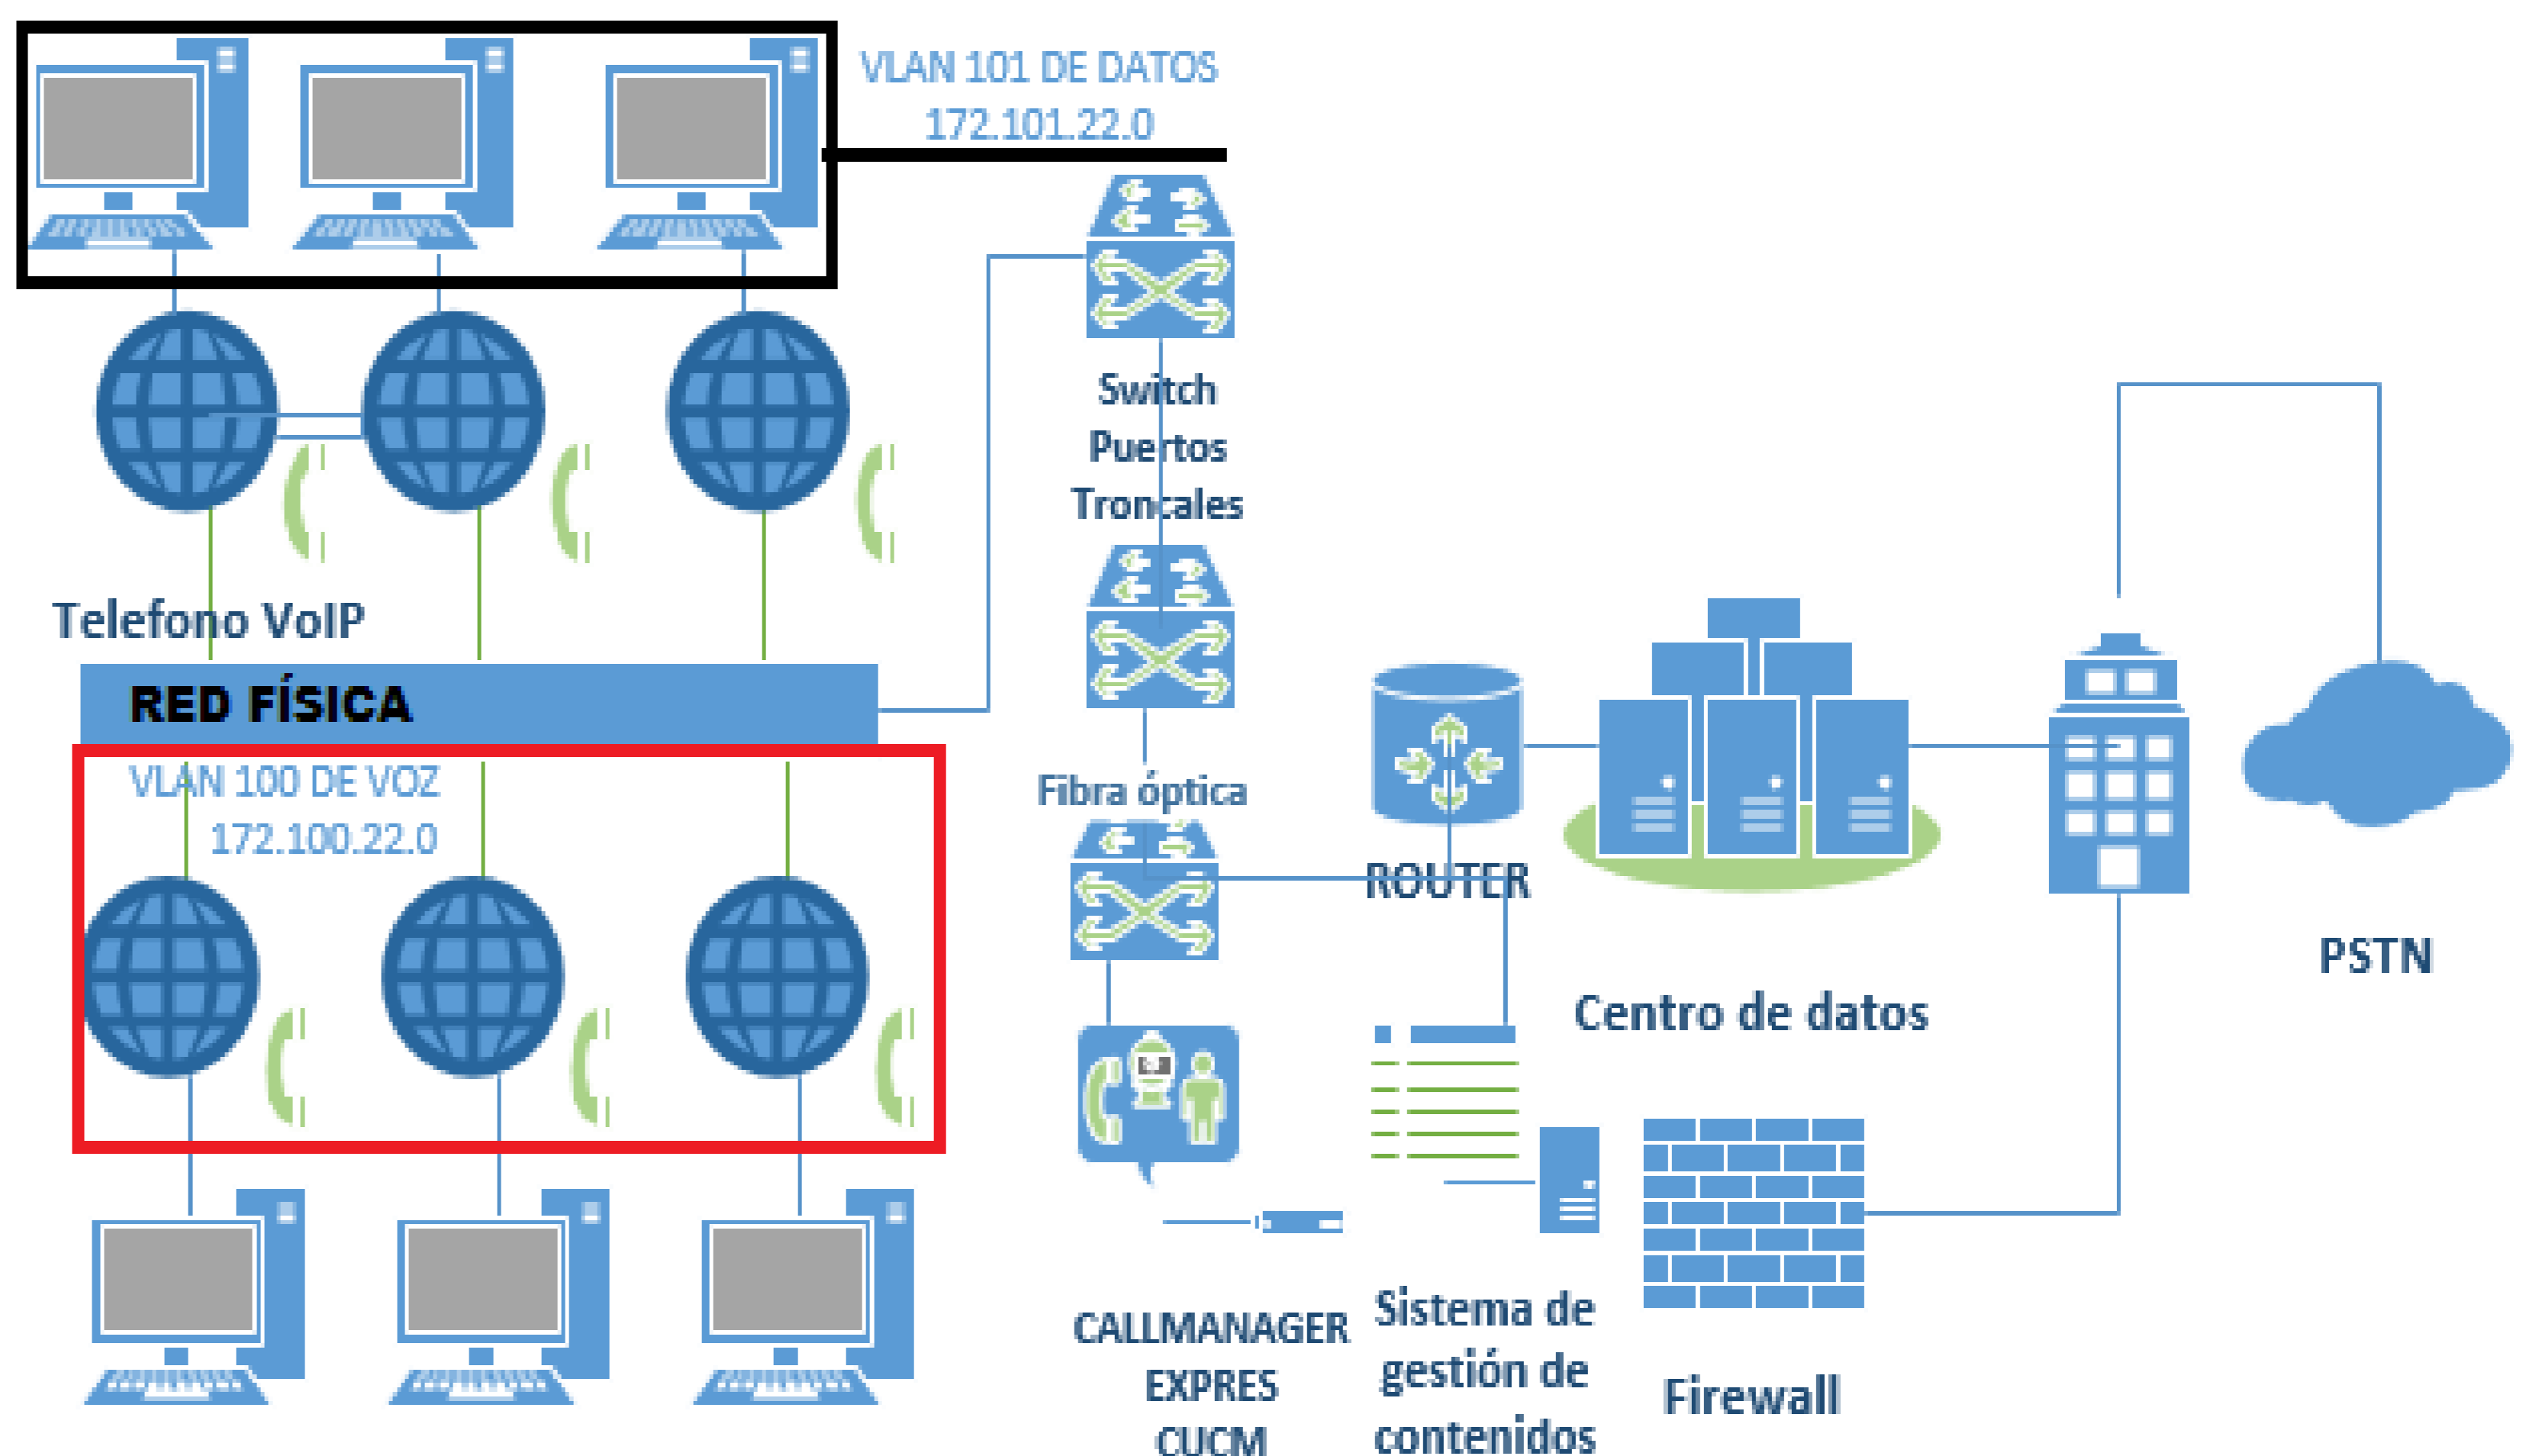 VLAN 101 DE DATOS
172.101.22.0
Switch
Puertos
Troncales
Telefono VoIP
RED FÍSICA
VLAN 100 DE VOZ
172.100.22.0
Fibra óptica
ROUTER
Centro de datos
PSTN
CALLMANAGER
EXPRES
CUCM
Sistema de
gestión de
contenidos
Firewall